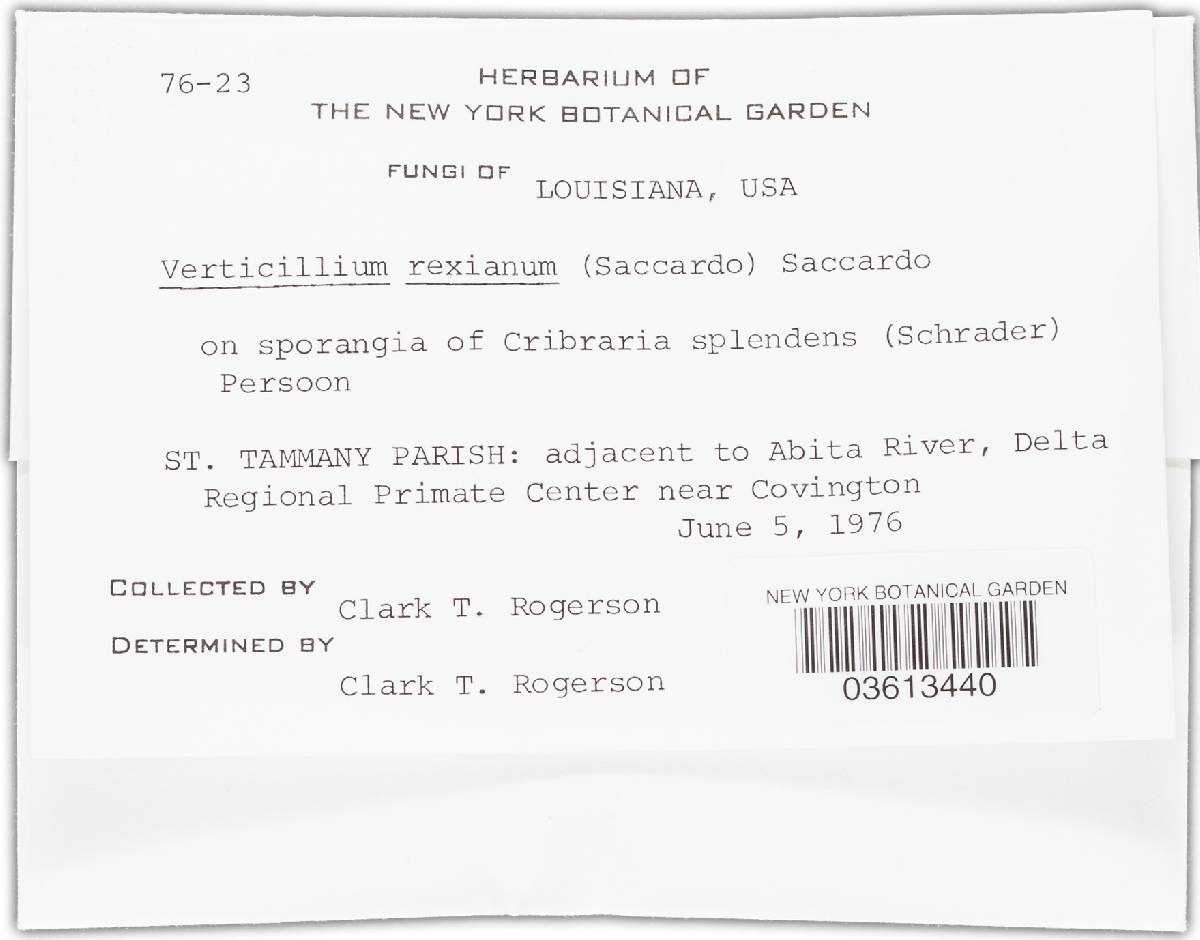 76-23
HERBARIUM OF
THE NEW YORK BOTANICAL GARDEN
FUNGI OF LOUISIANA, USA
Verticillium rexianum (Saccardo) Saccardo
on sporangia of Cribraria splendens (Schrader)
Persoon
ST. TAMMANY PARISH: adjacent to Abita River, Delta
Regional Primate Center near Covington
June 5, 1976
COLLECTED BY Clark T. Rogerson
DETERMINED BY Clark T. Rogerson
NEW YORK BOTANICAL GARDEN
03613440